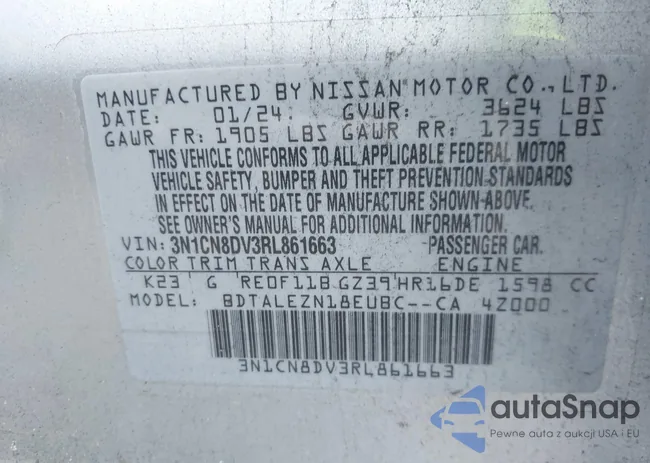 MANUFACTURED BY NISSAN MOTOR CO., LTD.
DATE: 01/24 GVWR: 3624 LBS
GAWR FR: 1905 LBS GAWR RR: 1735 LBS
THIS VEHICLE CONFORMS TO ALL APPLICABLE FEDERAL MOTOR
VEHICLE SAFETY, BUMPER AND THEFT PREVENTION STANDARDS
IN EFFECT ON THE DATE OF MANUFACTURE SHOWN ABOVE.
SEE OWNER'S MANUAL FOR ADDITIONAL INFORMATION.
VIN: 3N1CN8DV3RL861663 PASSENGER CAR.
COLOR TRIM TRANS AXLE ENGINE
K23 G RE0F11B GZ39 HR16DE 1598 CC
MODEL: BDTALEZN18EUBC--CA 4Z000
3N1CN8DV3RL861663
autoSnap
Pewne auta z aukcji USA i EU